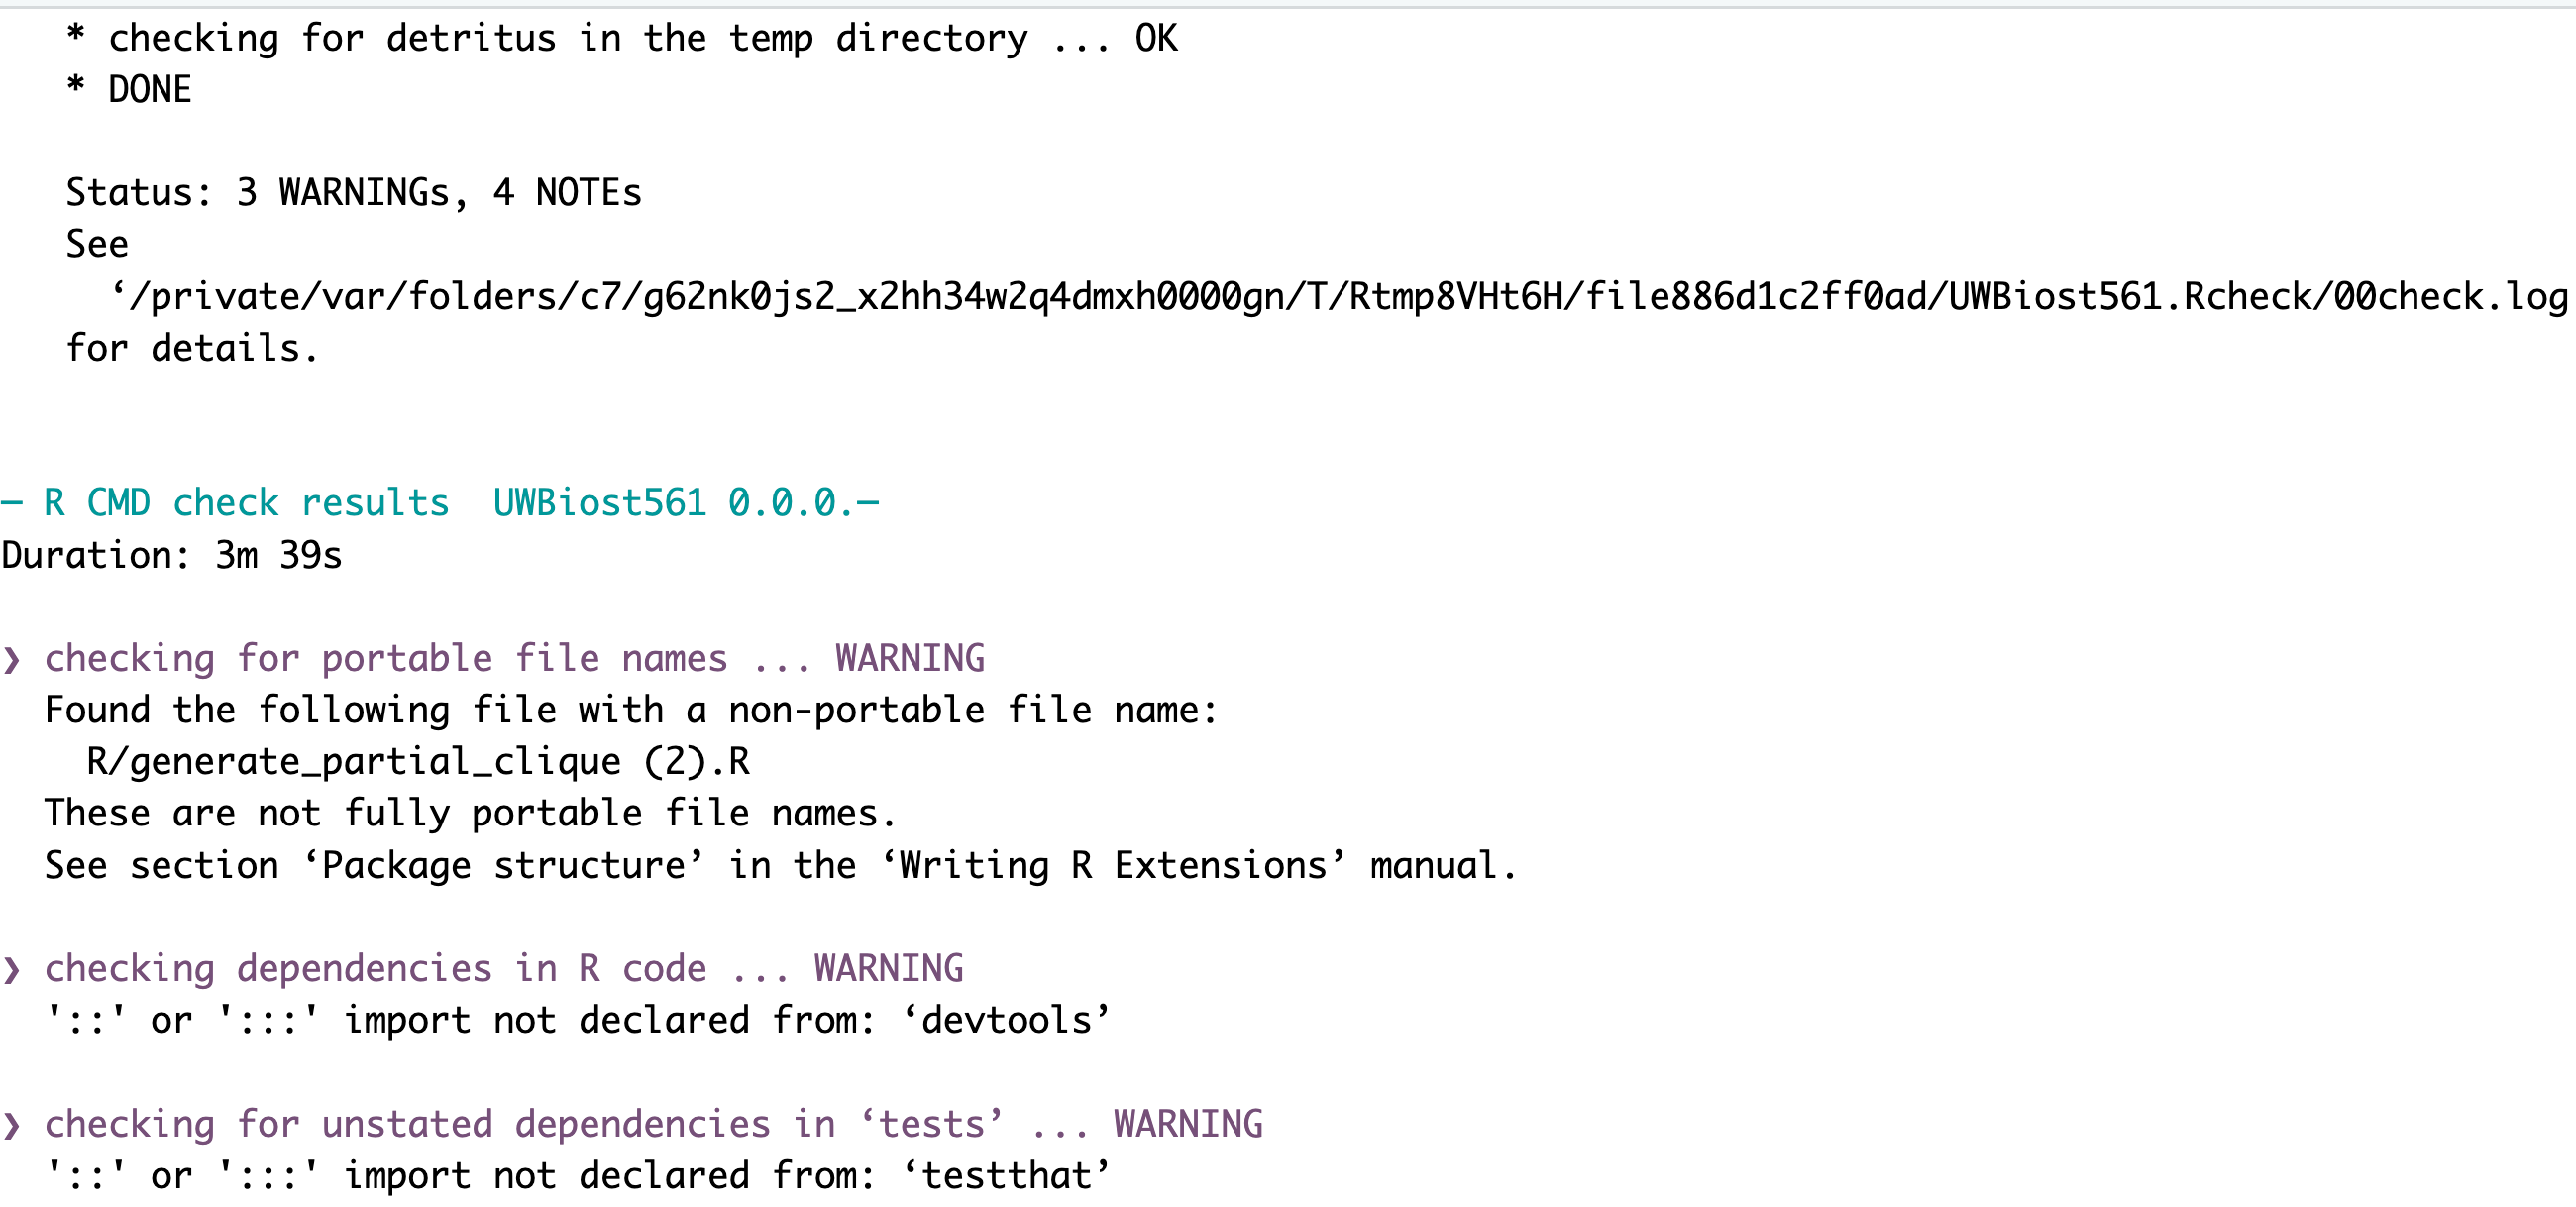 * checking for detritus in the temp directory ... OK
* DONE
Status: 3 WARNINGs, 4 NOTEs
See
‘/private/var/folders/c7/g62nk0js2_x2hh34w2q4dmxh0000gn/T/Rtmp8VHt6H/file886d1c2ff0ad/UWBiost561.Rcheck/00check.log
for details.
— R CMD check results  UWBiost561 0.0.0.—
Duration: 3m 39s
❯ checking for portable file names ... WARNING
Found the following file with a non-portable file name:
R/generate_partial_clique (2).R
These are not fully portable file names.
See section ‘Package structure’ in the ‘Writing R Extensions’ manual.
❯ checking dependencies in R code ... WARNING
'::' or ':::' import not declared from: ‘devtools’
❯ checking for unstated dependencies in ‘tests’ ... WARNING
'::' or ':::' import not declared from: ‘testthat’